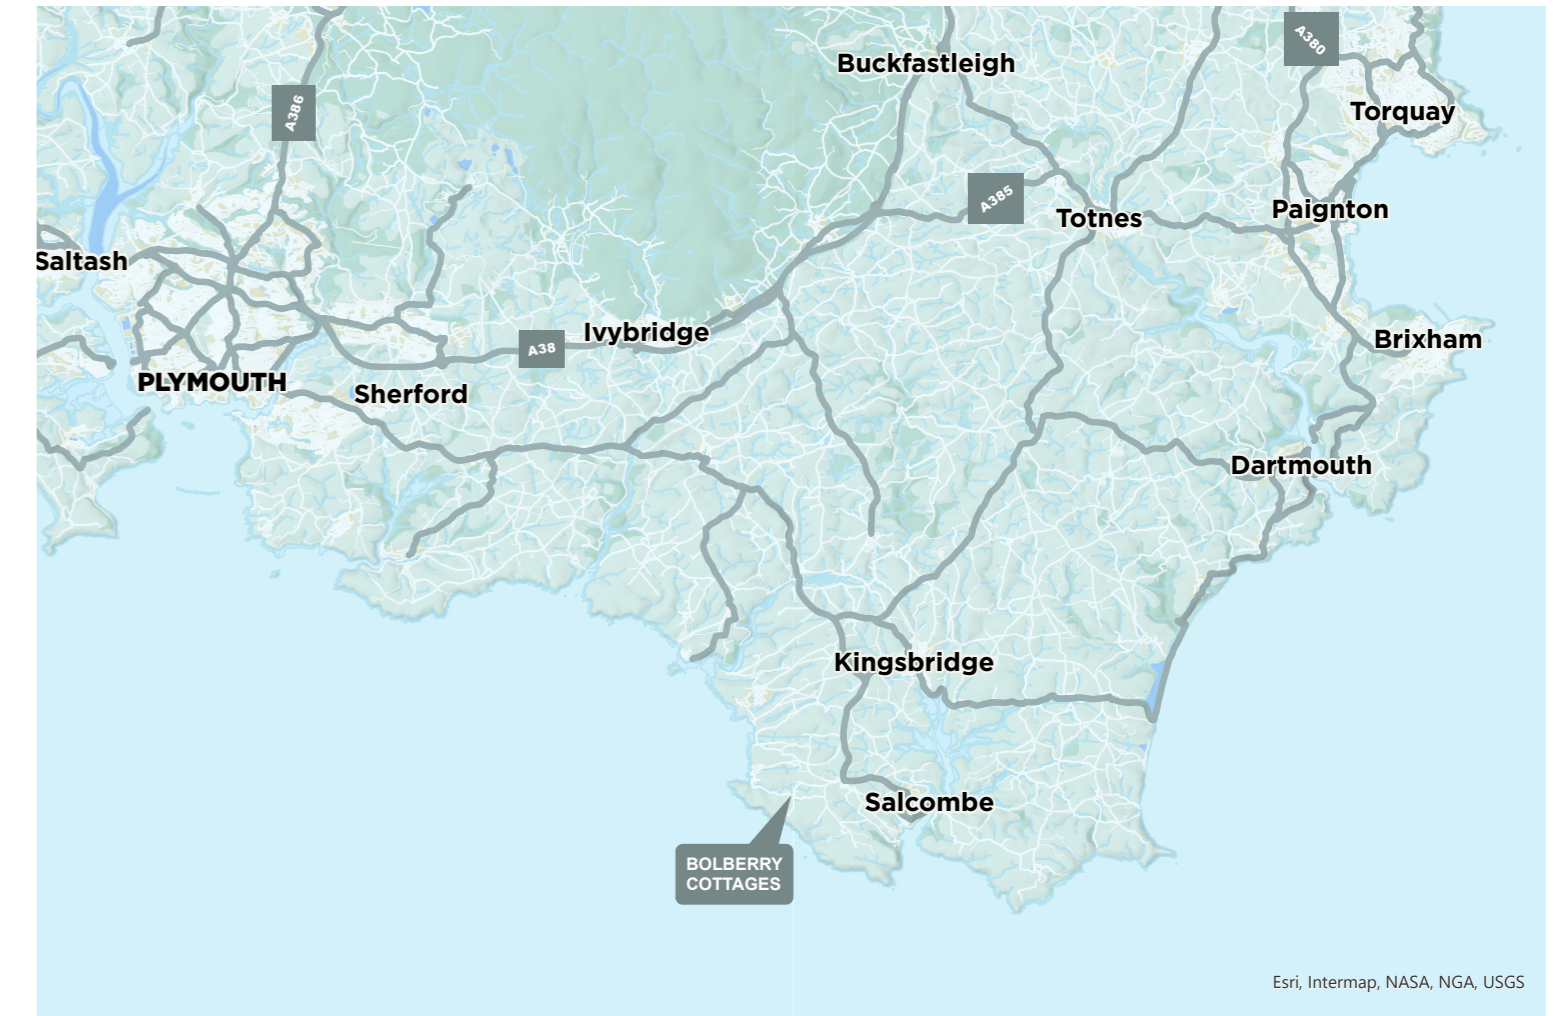 A380
Buckfastleigh
A386
Torquay
A385
Totnes
Paignton
Saltash
Ivybridge
A38
Brixham
PLYMOUTH
Sherford
Dartmouth
Kingsbridge
Salcombe
BOLBERRY
COTTAGES
Esri, Intermap, NASA, NGA, USGS